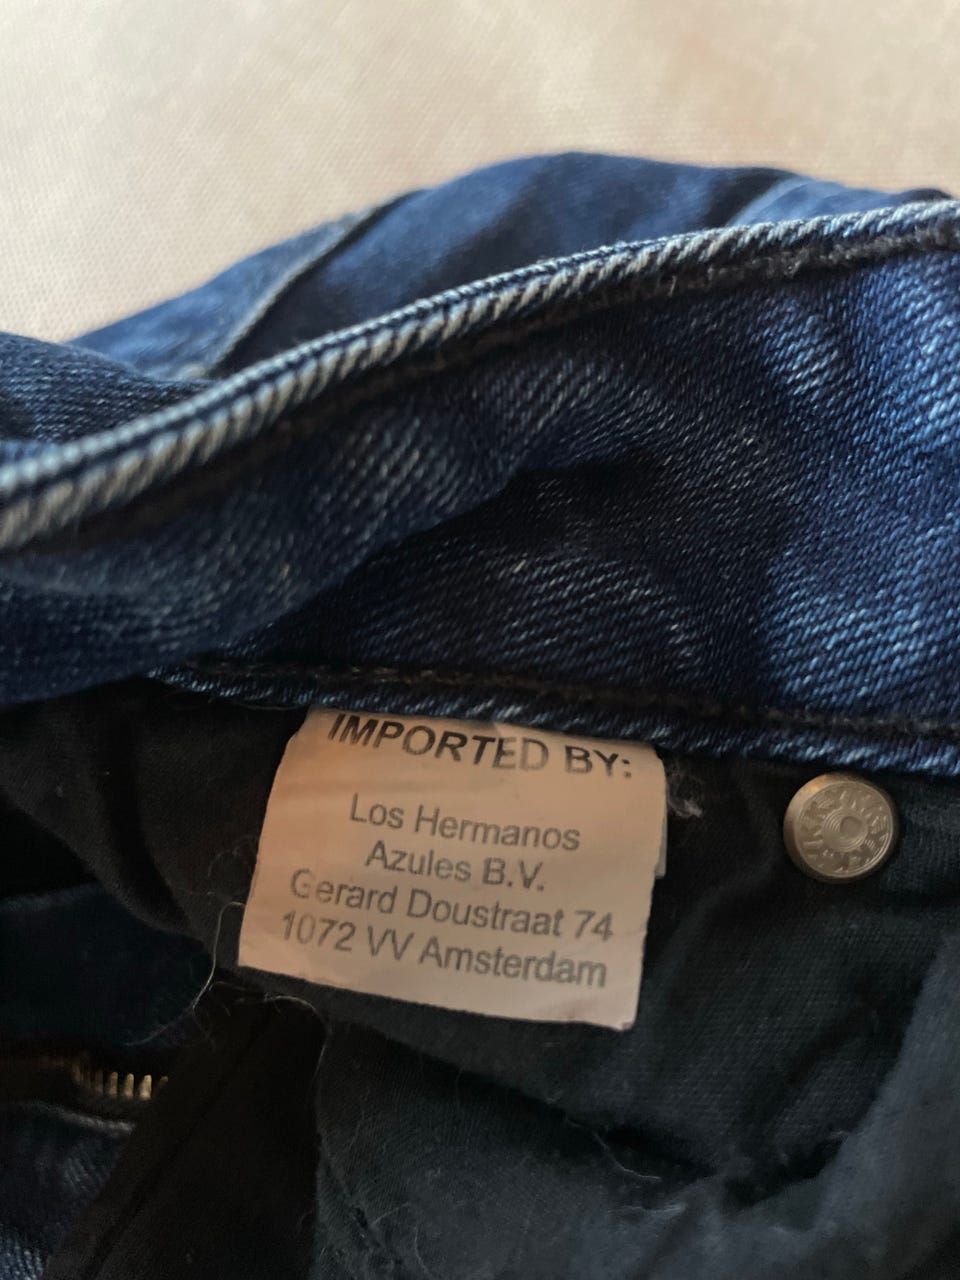 IMPORTED BY:
Los Hermanos
Azules B.V.
Gerard Doustraat 74
1072 VV Amsterdam